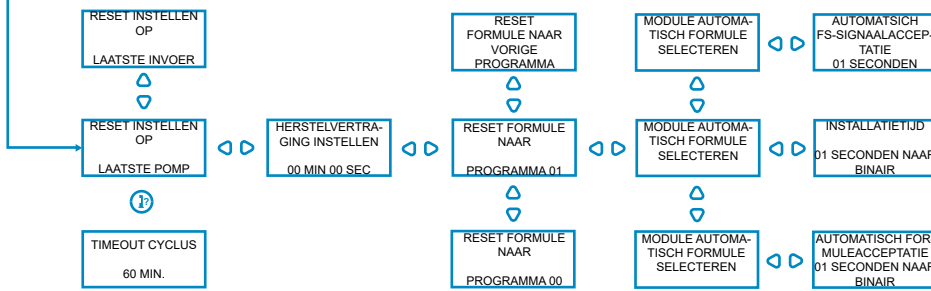 RESET INSTELLEN
OP
LAATSTE INVOER
RESET
FORMULE NAAR
VORIGE
PROGRAMMA
MODULE AUTOMA-
TISCH FORMULE
SELECTEREN
AUTOMATSICH
FS-SIGNAALACCEP-
TATIE
01 SECONDEN
RESET INSTELLEN
OP
LAATSTE POMP
HERSTELVERTRA-
GING INSTELLEN
00 MIN 00 SEC
RESET FORMULE
NAAR
PROGRAMMA 01
MODULE AUTOMA-
TISCH FORMULE
SELECTEREN
INSTALLATIETIJD
01 SECONDEN NAAR
BINAIR
?
TIMEOUT CYCLUS
60 MIN.
RESET FORMULE
NAAR
PROGRAMMA 00
MODULE AUTOMA-
TISCH FORMULE
SELECTEREN
AUTOMATISCH FOR
MULEACCEPTATIE
01 SECONDEN NAAR
BINAIR